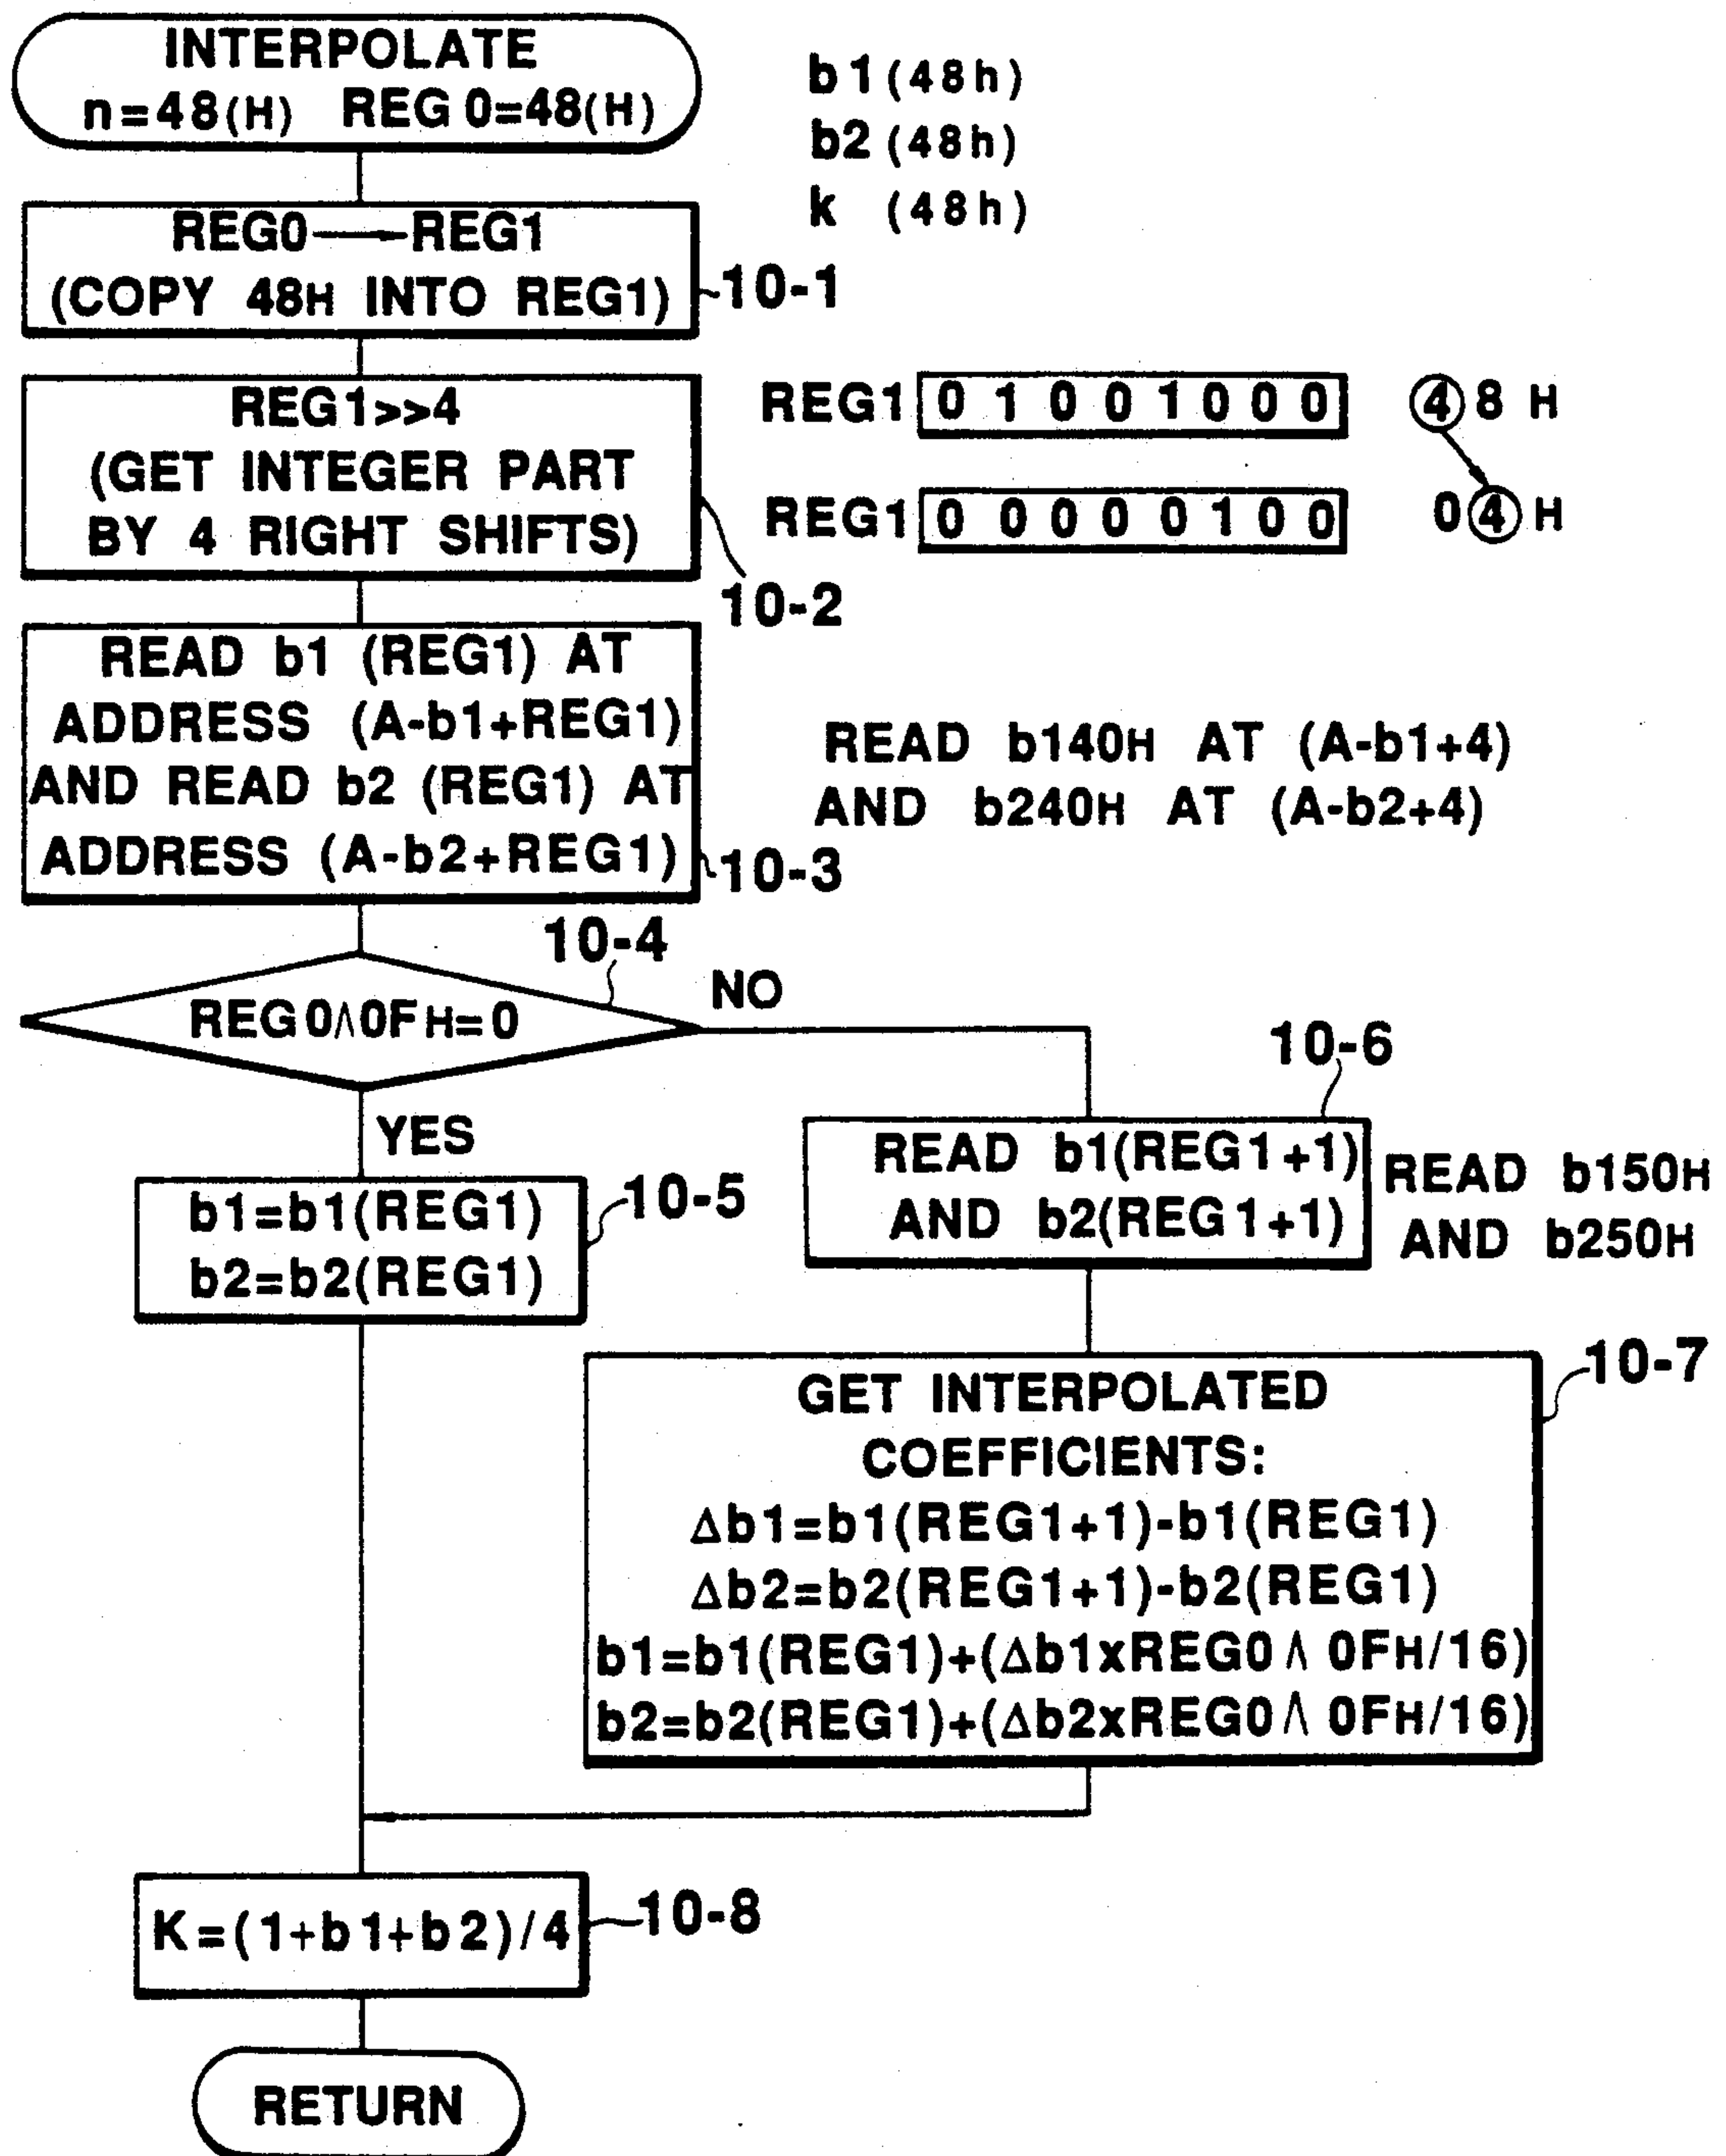 INTERPOLATE
n=48(H) REG 0=48(H)
b1(48h)
b2(48h)
k (48h)
REG0→REG1
(COPY 48H INTO REG1)
10-1
REG1>>4
(GET INTEGER PART
BY 4 RIGHT SHIFTS)
10-2
REG1 0 1 0 0 1 0 0 0 48 H
REG1 0 0 0 0 0 1 0 0 04 H
READ b1 (REG1) AT
ADDRESS (A-b1+REG1)
AND READ b2 (REG1) AT
ADDRESS (A-b2+REG1)
10-3
READ b140H AT (A-b1+4)
AND b240H AT (A-b2+4)
10-4
REG0∧0FH=0
NO
YES
10-5
b1=b1(REG1)
b2=b2(REG1)
10-6
READ b1(REG1+1)
AND b2(REG1+1)
READ b150H
AND b250H
10-7
GET INTERPOLATED
COEFFICIENTS:
Δb1=b1(REG1+1)-b1(REG1)
Δb2=b2(REG1+1)-b2(REG1)
b1=b1(REG1)+(Δb1xREG0∧ 0FH/16)
b2=b2(REG1)+(Δb2xREG0∧ 0FH/16)
K=(1+b1+b2)/4
10-8
RETURN